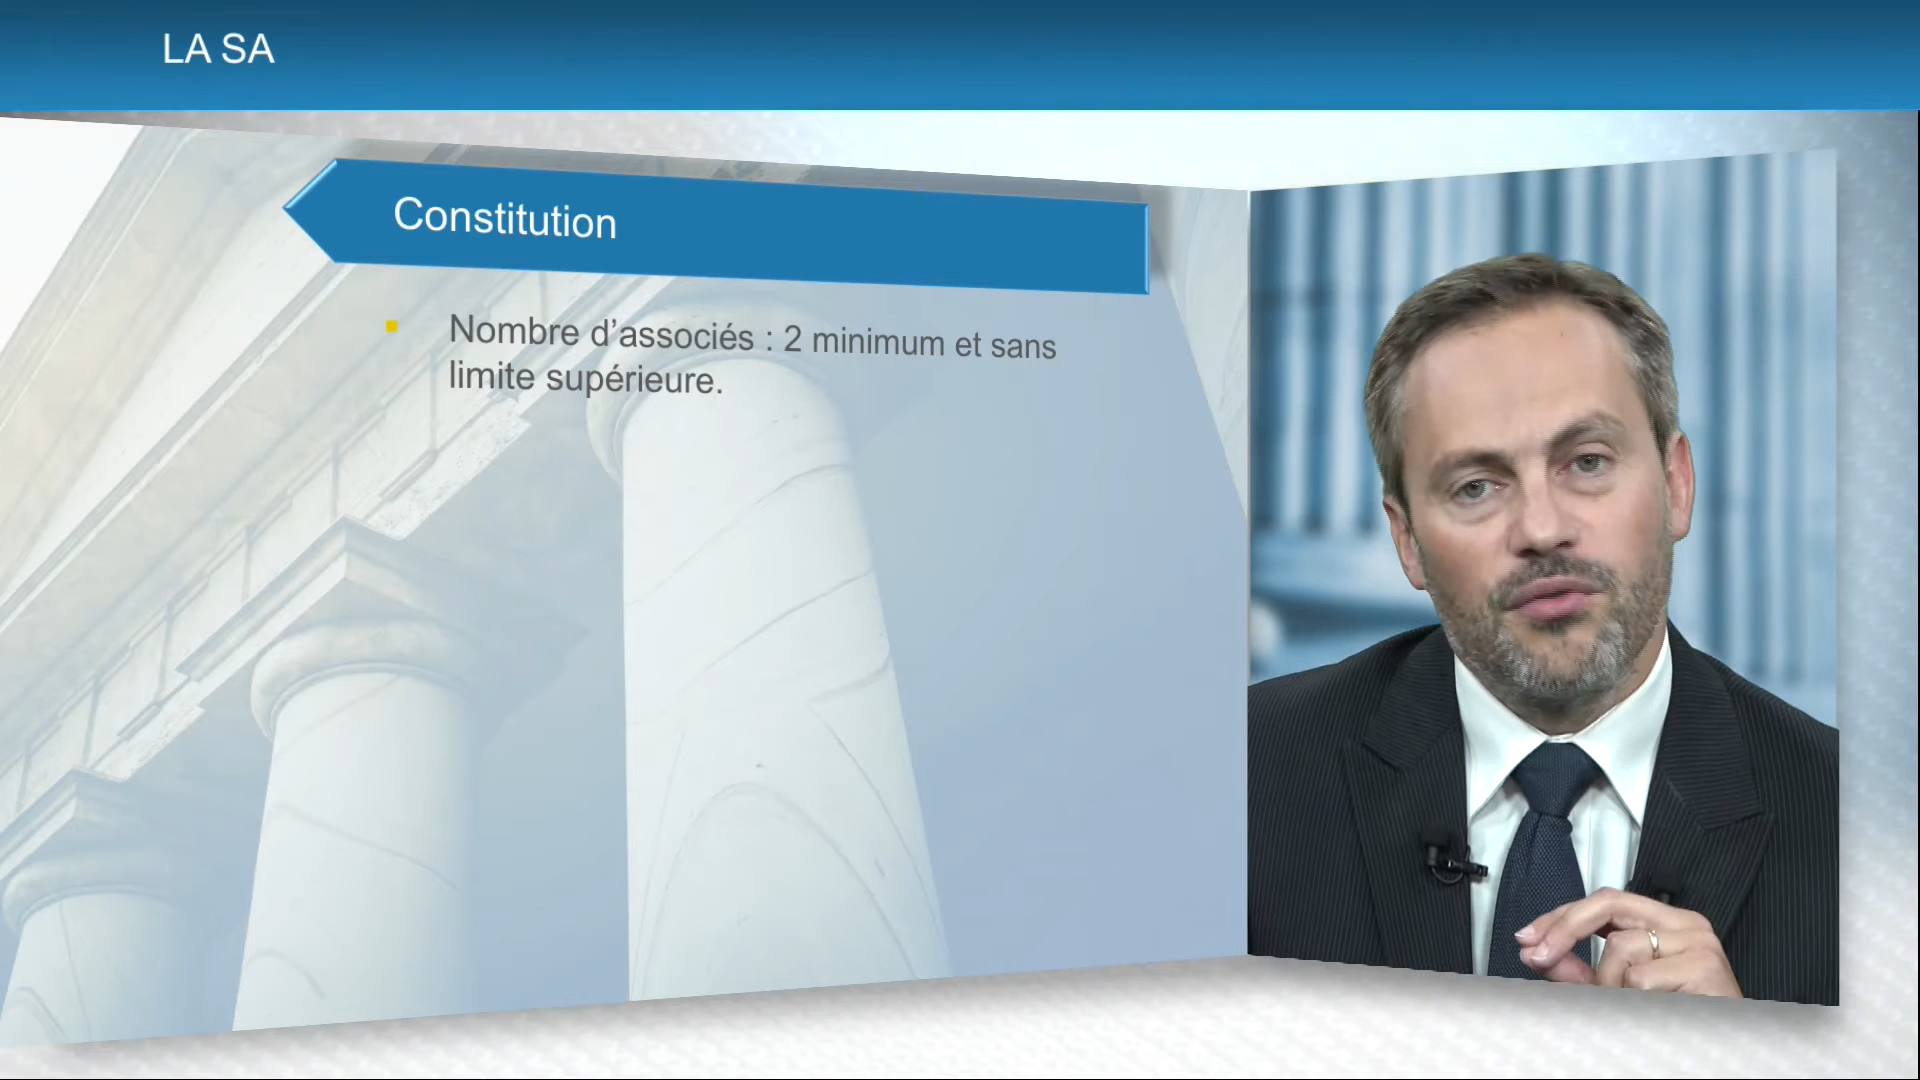 LA SA
Constitution
Nombre d’associés : 2 minimum et sans
limite supérieure.